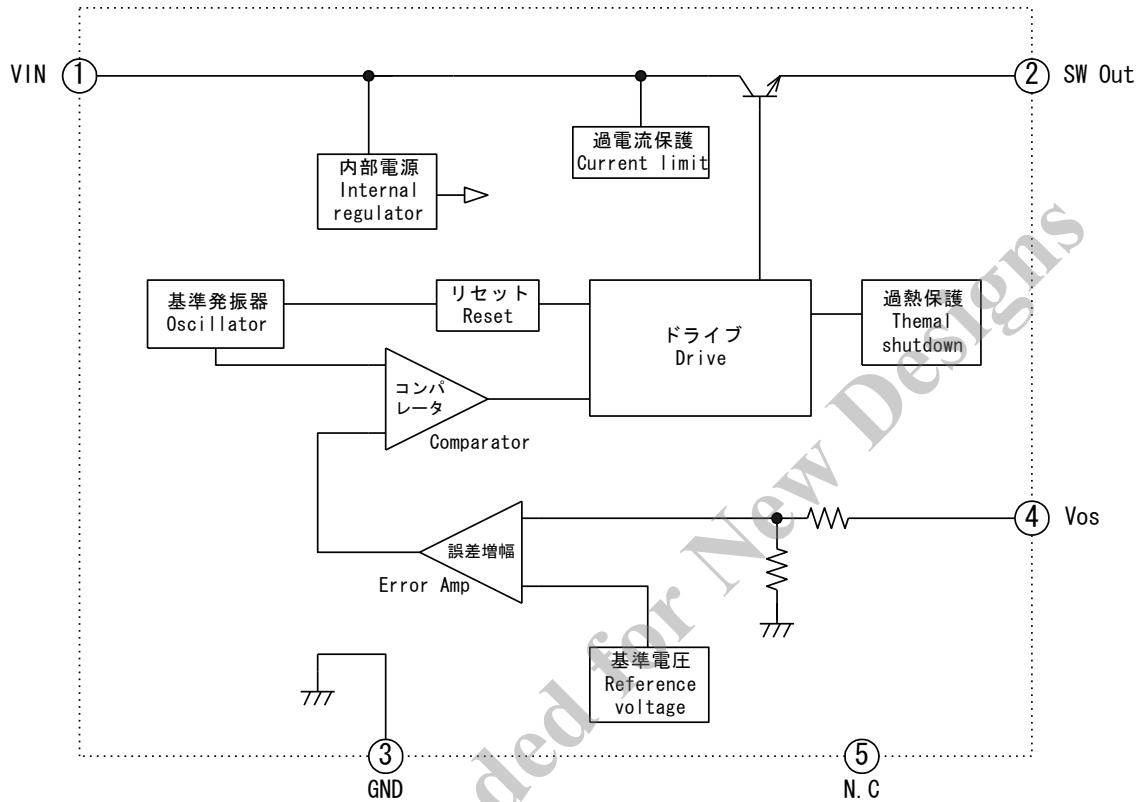 VIN
1
2
SW Out
過電流保護
Current limit
内部電源
Internal
regulator
基準発振器
Oscillator
リセット
Reset
ドライブ
Drive
過熱保護
Themal
shutdown
コンパ
レータ
Comparator
4
Vos
誤差増幅
Error Amp
基準電圧
Reference
voltage
3
GND
5
N.C
ded for New Designs